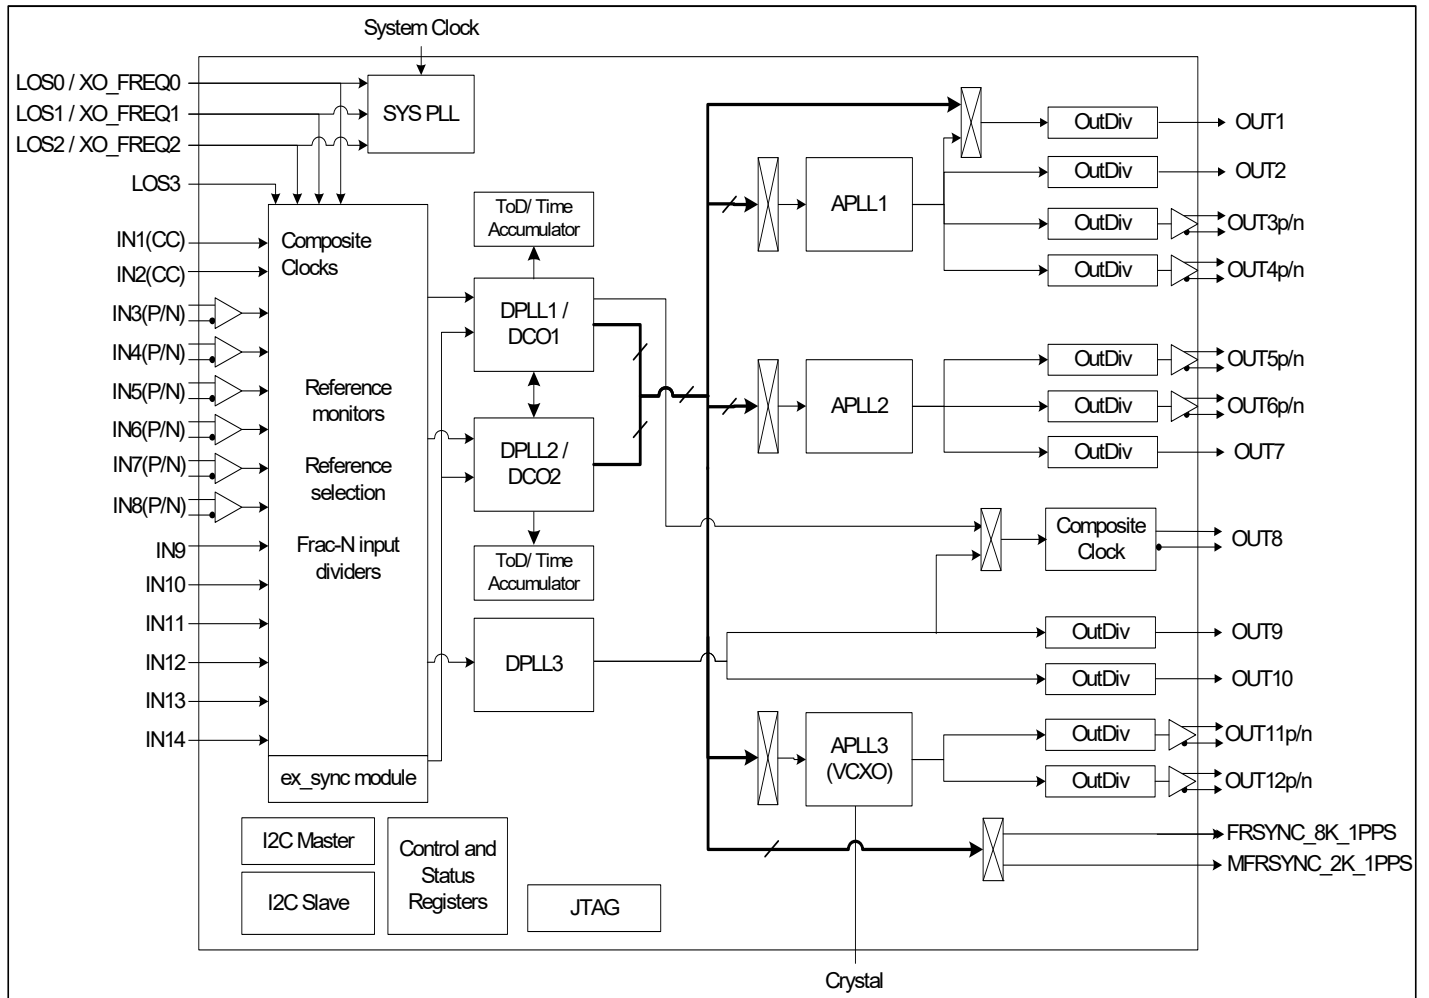 System Clock
LOS0 / XO_FREQ0
LOS1 / XO_FREQ1
LOS2 / XO_FREQ2
LOS3
SYS PLL
IN1(CC)
IN2(CC)
IN3(P/N)
IN4(P/N)
IN5(P/N)
IN6(P/N)
IN7(P/N)
IN8(P/N)
IN9
IN10
IN11
IN12
IN13
IN14
Composite
Clocks
Reference
monitors
Reference
selection
Frac-N input
dividers
ex_sync module
ToD/ Time
Accumulator
DPLL1 /
DCO1
DPLL2 /
DCO2
ToD/ Time
Accumulator
DPLL3
APLL1
APLL2
APLL3
(VCXO)
OutDiv
OUT1
OutDiv
OUT2
OutDiv
OUT3p/n
OutDiv
OUT4p/n
OutDiv
OUT5p/n
OutDiv
OUT6p/n
OutDiv
OUT7
Composite
Clock
OUT8
OutDiv
OUT9
OutDiv
OUT10
OutDiv
OUT11p/n
OutDiv
OUT12p/n
FRSYNC_8K_1PPS
MFRSYNC_2K_1PPS
I2C Master
I2C Slave
Control and
Status
Registers
JTAG
Crystal